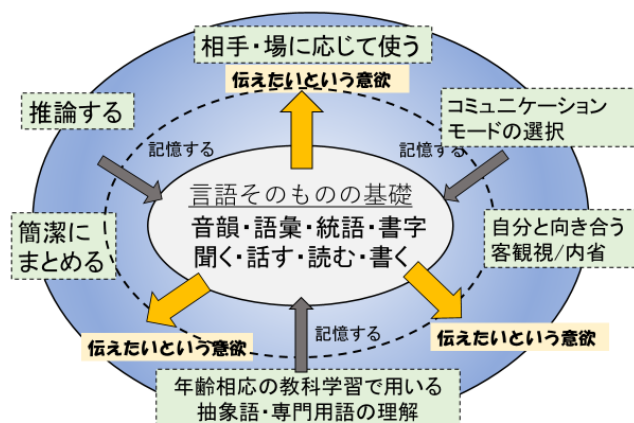 相手・場に応じて使う
伝えたいという意欲
推論する
コミュニケーション
モードの選択
記憶する
記憶する
言語そのものの基礎
音韻・語彙・統語・書字
聞く・話す・読む・書く
簡潔に
まとめる
自分と向き合う
客観視/内省
伝えたいという意欲
記憶する
伝えたいという意欲
年齢相応の教科学習で用いる
抽象語・専門用語の理解